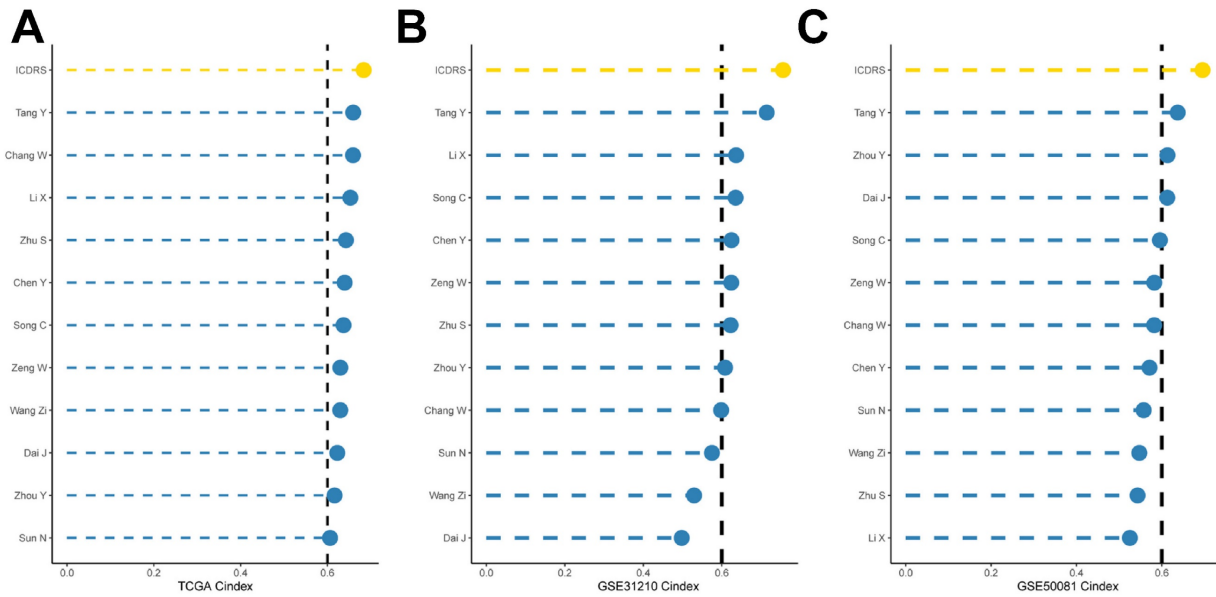 A
ICDRS
Tang Y
Chang W
Li X
Zhu S
Chen Y
Song C
Zeng W
Wang Zi
Dai J
Zhou Y
Sun N
0.0 0.2 0.4 0.6
TCGA Cindex
B
ICDRS
Tang Y
Li X
Song C
Chen Y
Zeng W
Zhu S
Zhou Y
Chang W
Sun N
Wang Zi
Dai J
0.0 0.2 0.4 0.6
GSE31210 Cindex
C
ICDRS
Tang Y
Zhou Y
Dai J
Song C
Zeng W
Chang W
Chen Y
Sun N
Wang Zi
Zhu S
Li X
0.0 0.2 0.4 0.6
GSE50081 Cindex